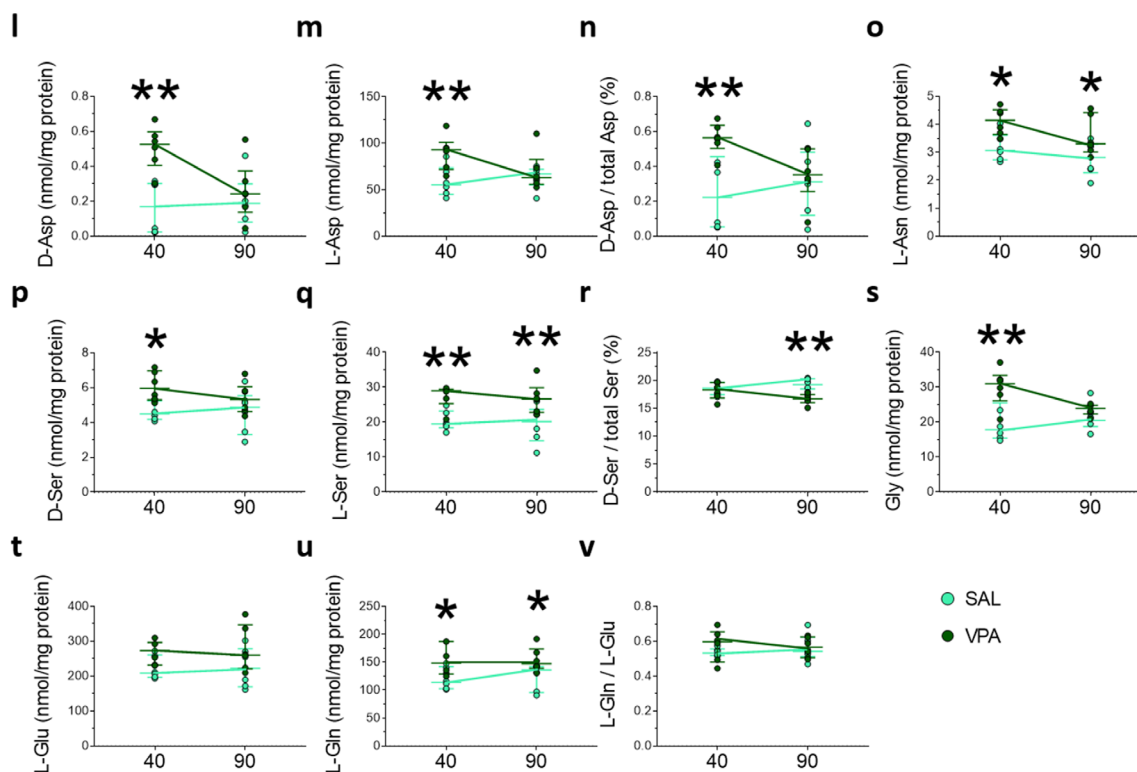 l m n o
** ** ** * *
D-Asp (nmol/mg protein) 0.8 0.6 0.4 0.2 0.0 40 90
L-Asp (nmol/mg protein) 150 100 50 0 40 90
D-Asp / total Asp (%) 0.8 0.6 0.4 0.2 0.0 40 90
L-Asn (nmol/mg protein) 5 4 3 2 1 0 40 90
p q r s
* ** ** ** **
D-Ser (nmol/mg protein) 8 6 4 2 0 40 90
L-Ser (nmol/mg protein) 40 30 20 10 0 40 90
D-Ser / total Ser (%) 25 20 15 10 5 0 40 90
Gly (nmol/mg protein) 40 30 20 10 0 40 90
t u v
* *
L-Glu (nmol/mg protein) 400 300 200 100 0 40 90
L-Gln (nmol/mg protein) 250 200 150 100 50 0 40 90
L-Gln / L-Glu 0.8 0.6 0.4 0.2 0.0 40 90
SAL
VPA